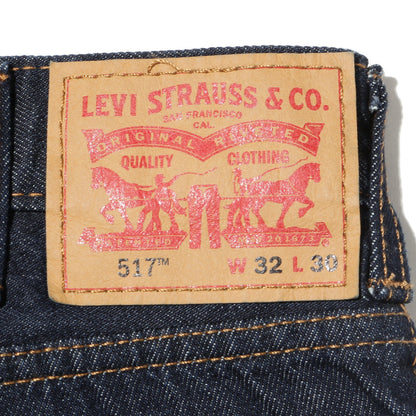 LEVI STRAUSS & CO.
SAN FRANCISCO
CAL.
ORIGINAL RIVETED
QUALITY CLOTHING
517™ W 32 L 30